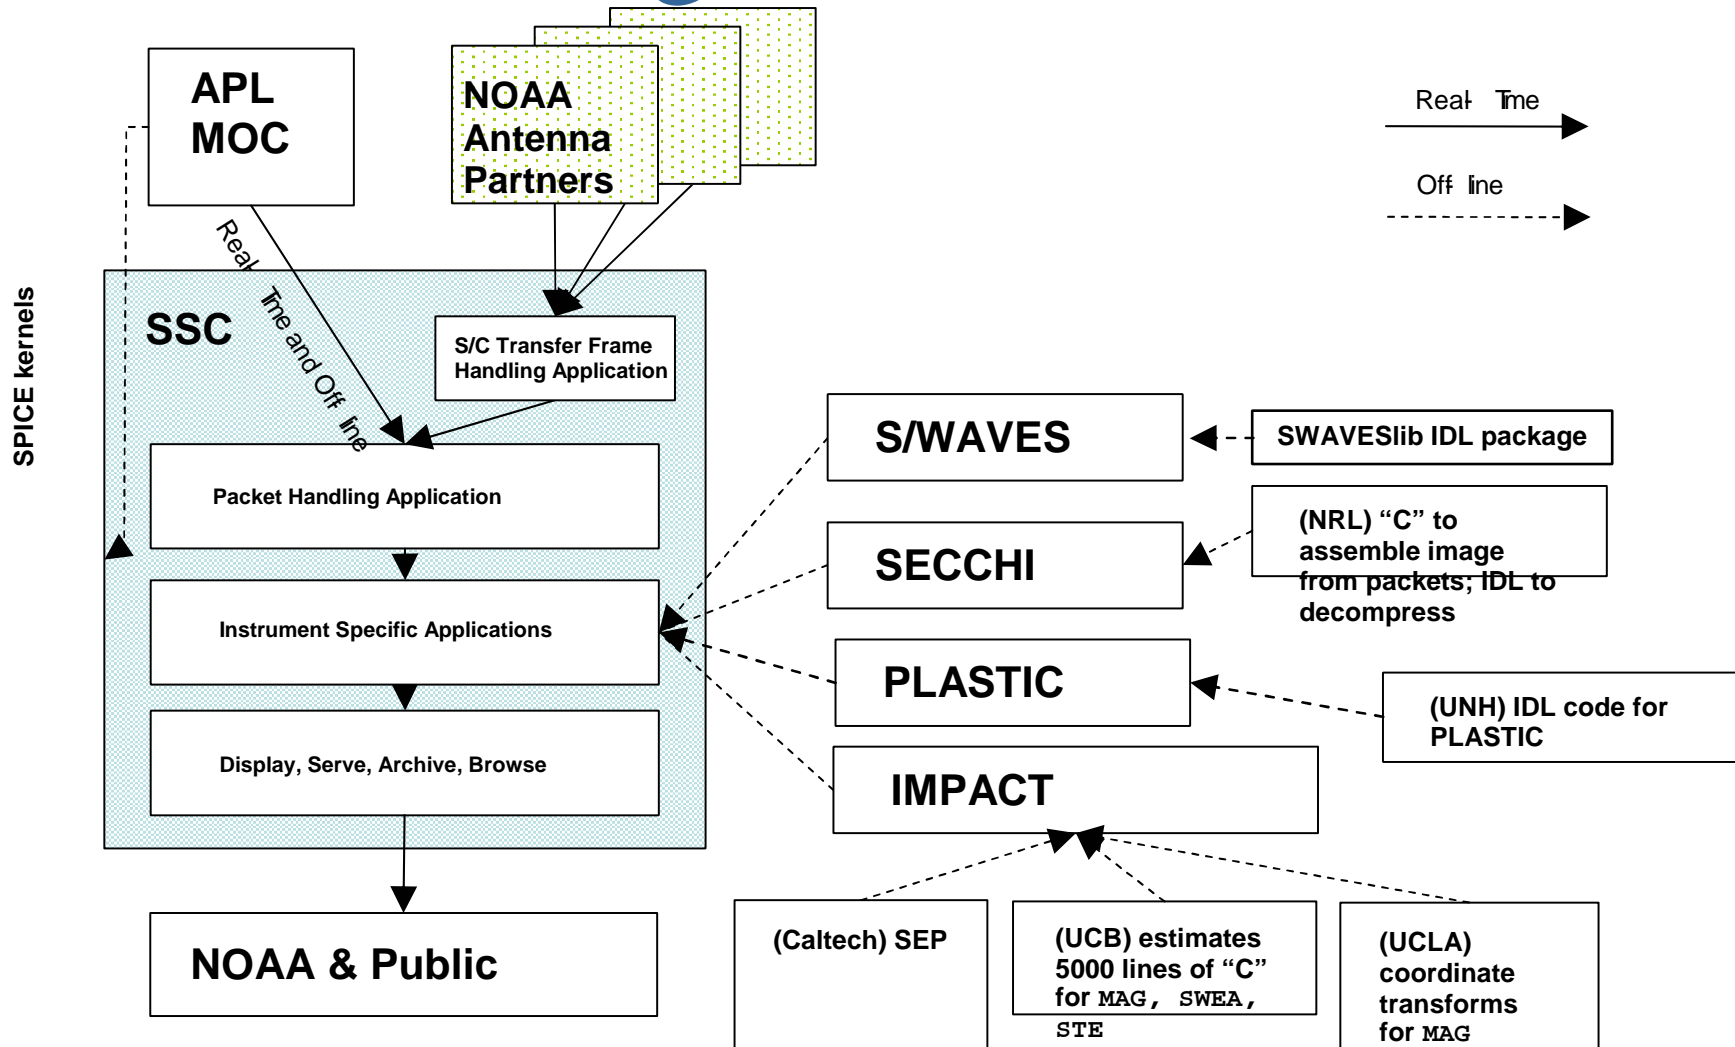 APL
MOC
NOAA
Antenna
Partners
Real- Time
Off- line
SPICE kernels
Real- Time and Off- line
SSC
S/C Transfer Frame
Handling Application
Packet Handling Application
Instrument Specific Applications
Display, Serve, Archive, Browse
NOAA & Public
S/WAVES
SWAVESlib IDL package
SECCHI
(NRL) “C” to
assemble image
from packets; IDL to
decompress
PLASTIC
(UNH) IDL code for
PLASTIC
IMPACT
(Caltech) SEP
(UCB) estimates
5000 lines of “C”
for MAG, SWEA,
STE
(UCLA)
coordinate
transforms
for MAG